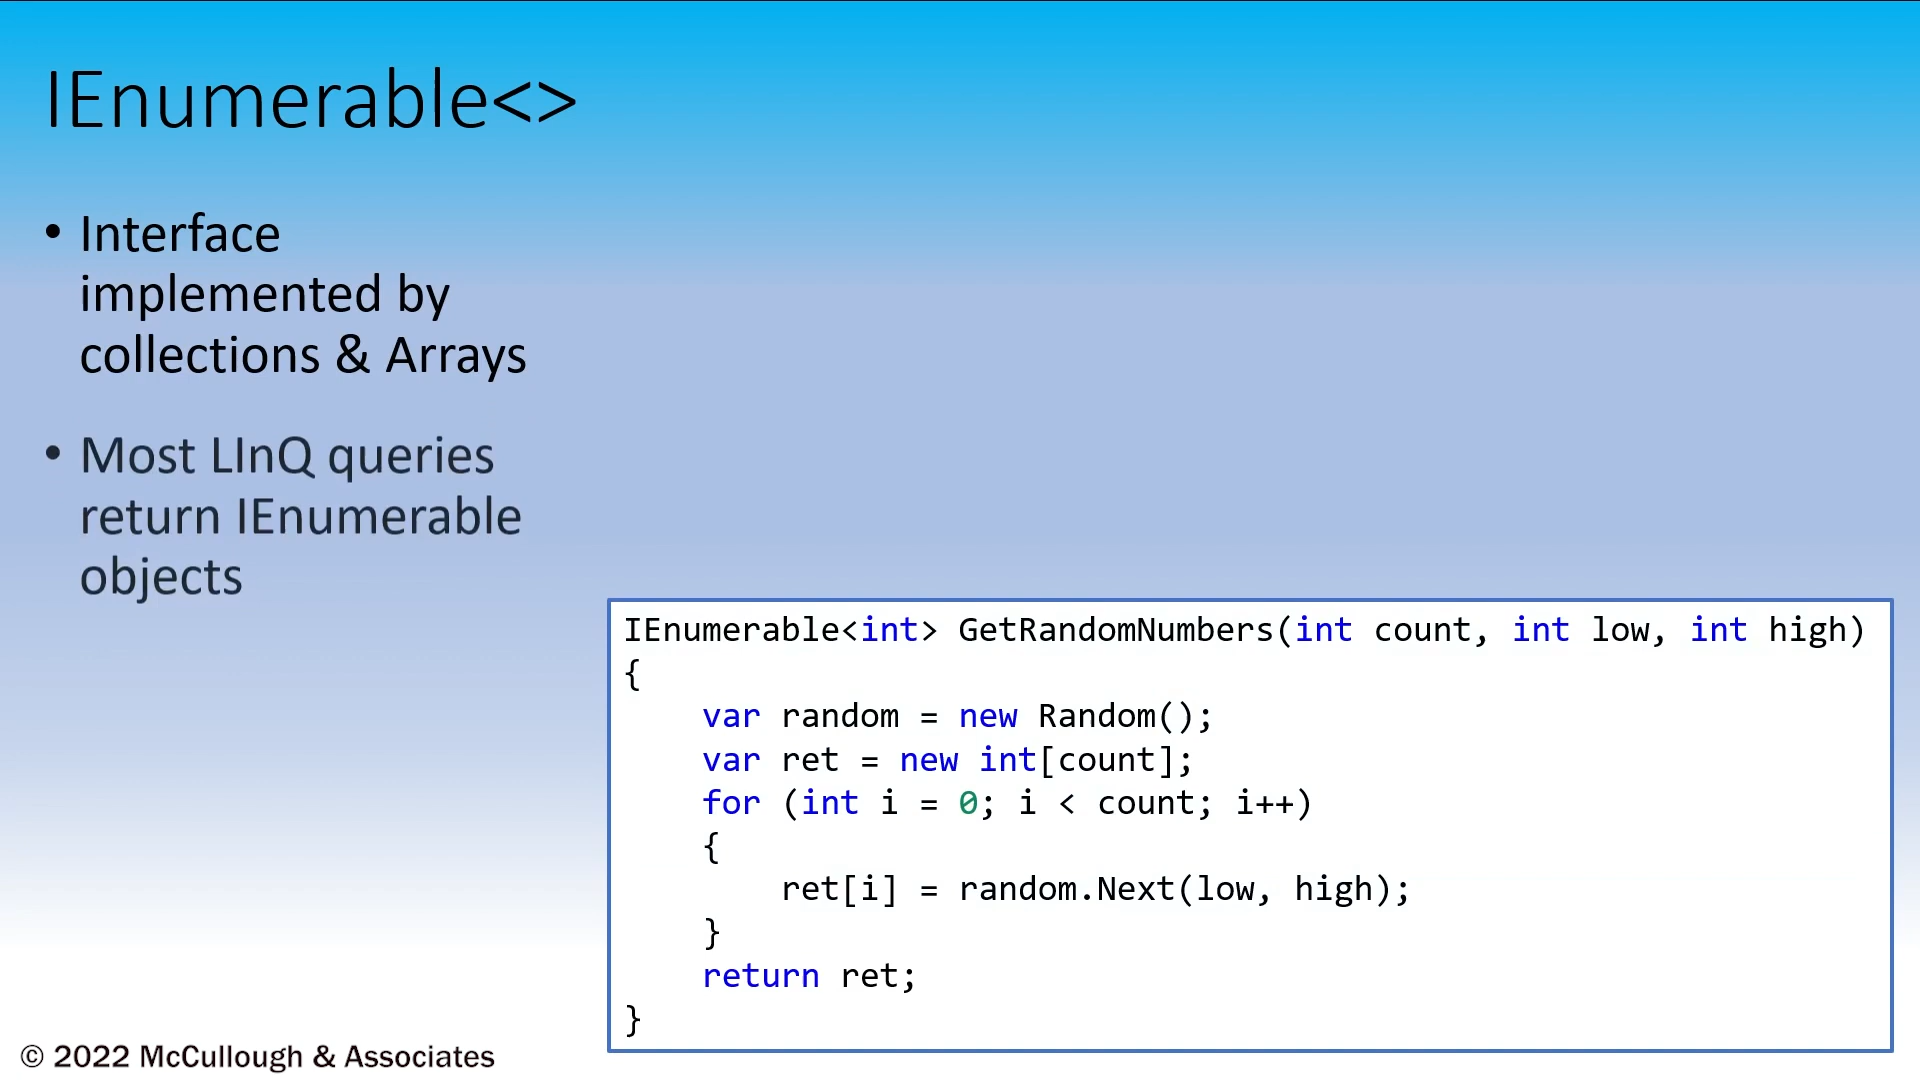 IEnumerable<>
• Interface
implemented by
collections & Arrays
• Most LInQ queries
return IEnumerable
objects
IEnumerable<int> GetRandomNumbers(int count, int low, int high)
{
    var random = new Random();
    var ret = new int[count];
    for (int i = 0; i < count; i++)
    {
        ret[i] = random.Next(low, high);
    }
    return ret;
}
© 2022 McCullough & Associates